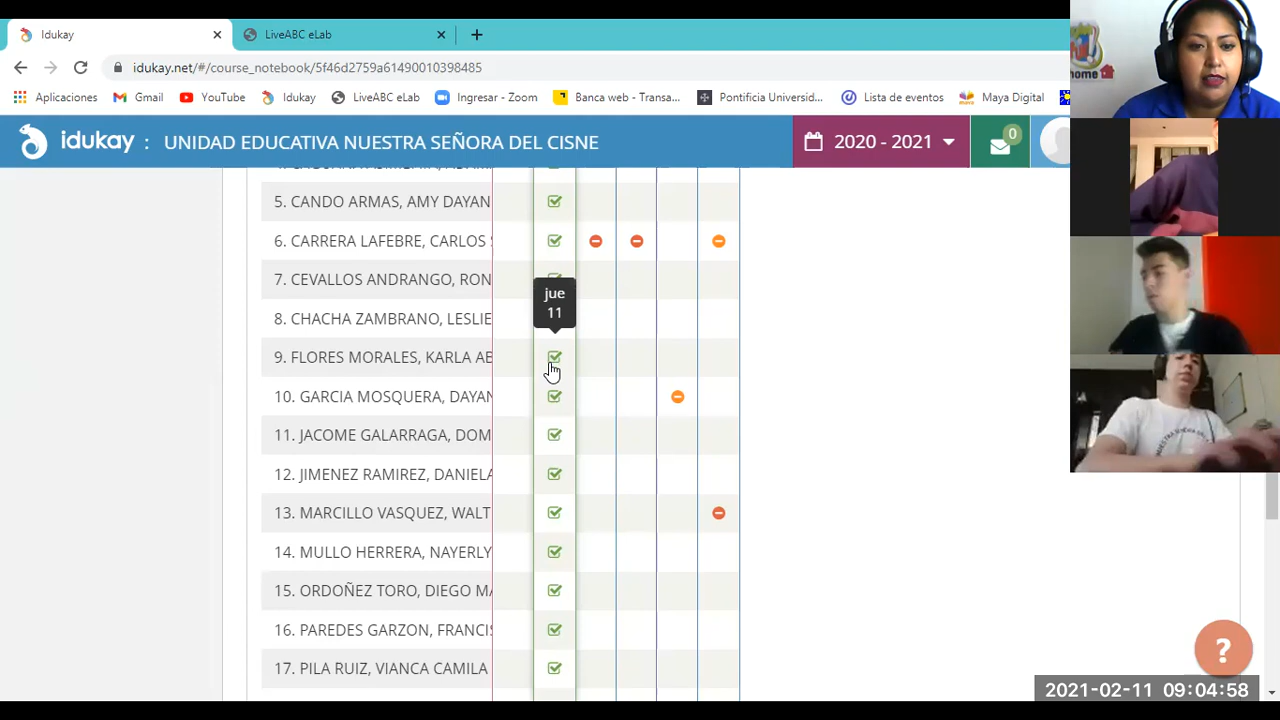 Idukay
LiveABC eLab
idukay.net/#/course_notebook/5f46d2759a61490010398485
Aplicaciones
Gmail
YouTube
Idukay
LiveABC eLab
Ingresar - Zoom
Banca web - Transa...
Pontificia Universid...
Lista de eventos
Maya Digital
home
idukay : UNIDAD EDUCATIVA NUESTRA SEÑORA DEL CISNE
2020 - 2021
0
5. CANDO ARMAS, AMY DAYAN
6. CARRERA LAFEBRE, CARLOS S
7. CEVALLOS ANDRANGO, RON
jue
11
8. CHACHA ZAMBRANO, LESLIE
9. FLORES MORALES, KARLA AB
10. GARCIA MOSQUERA, DAYAN
11. JACOME GALARRAGA, DOM
12. JIMENEZ RAMIREZ, DANIELA
13. MARCILLO VASQUEZ, WALT
14. MULLO HERRERA, NAYERLY
15. ORDOÑEZ TORO, DIEGO MA
16. PAREDES GARZON, FRANCIS
17. PILA RUIZ, VIANCA CAMILA
?
2021-02-11 09:04:58